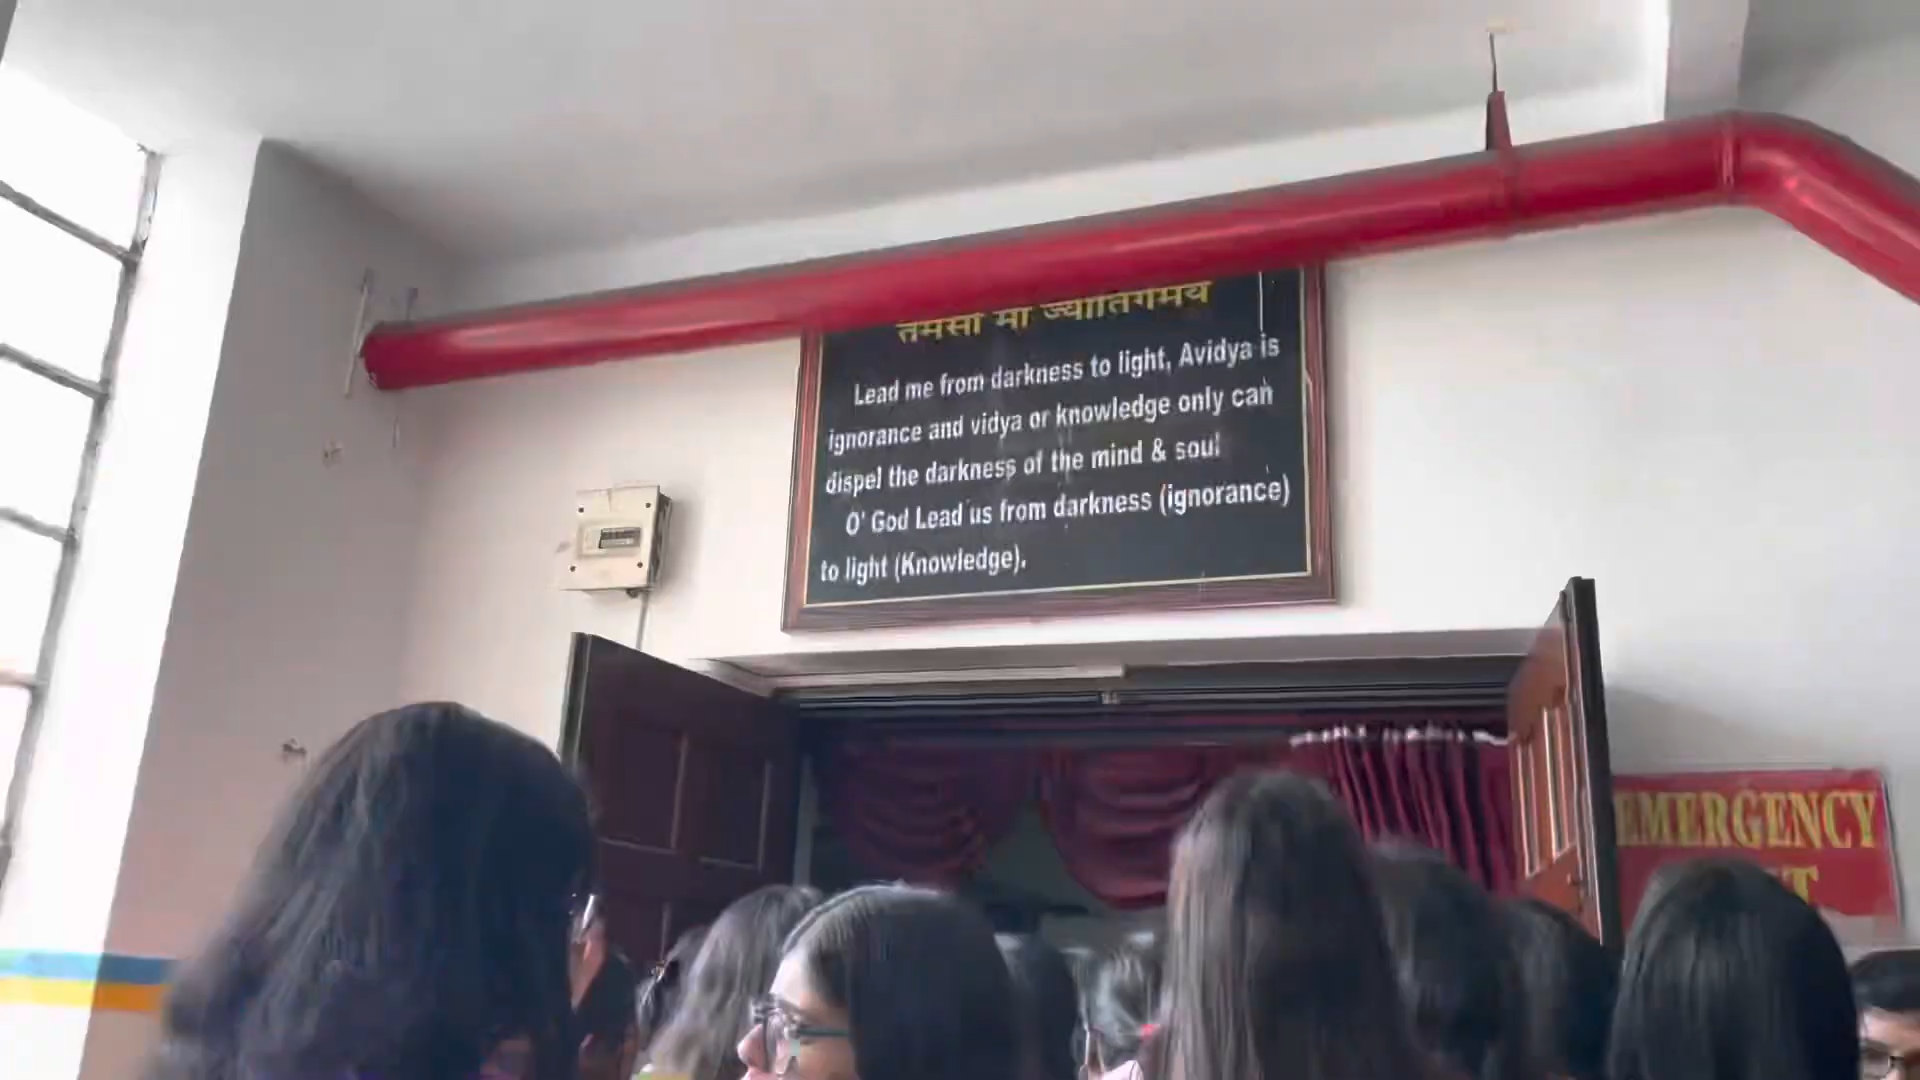 तमसो मा ज्योतिर्गमय
Lead me from darkness to light, Avidya is
ignorance and vidya or knowledge only can
dispel the darkness of the mind & soul
O' God Lead us from darkness (ignorance)
to light (Knowledge).
EMERGENCY